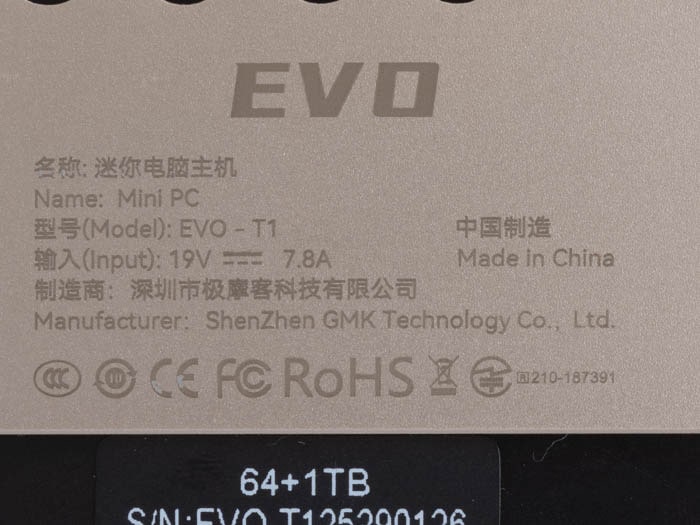 EVO
名称: 迷你电脑主机
Name: Mini PC
型号(Model): EVO - T1
中国制造
输入(Input): 19V ⎓ 7.8A
Made in China
制造商: 深圳市极摩客科技有限公司
Manufacturer: ShenZhen GMK Technology Co., Ltd.
CCC CE FC RoHS R 210-187391
64+1TB
S/N:EVO T125290126